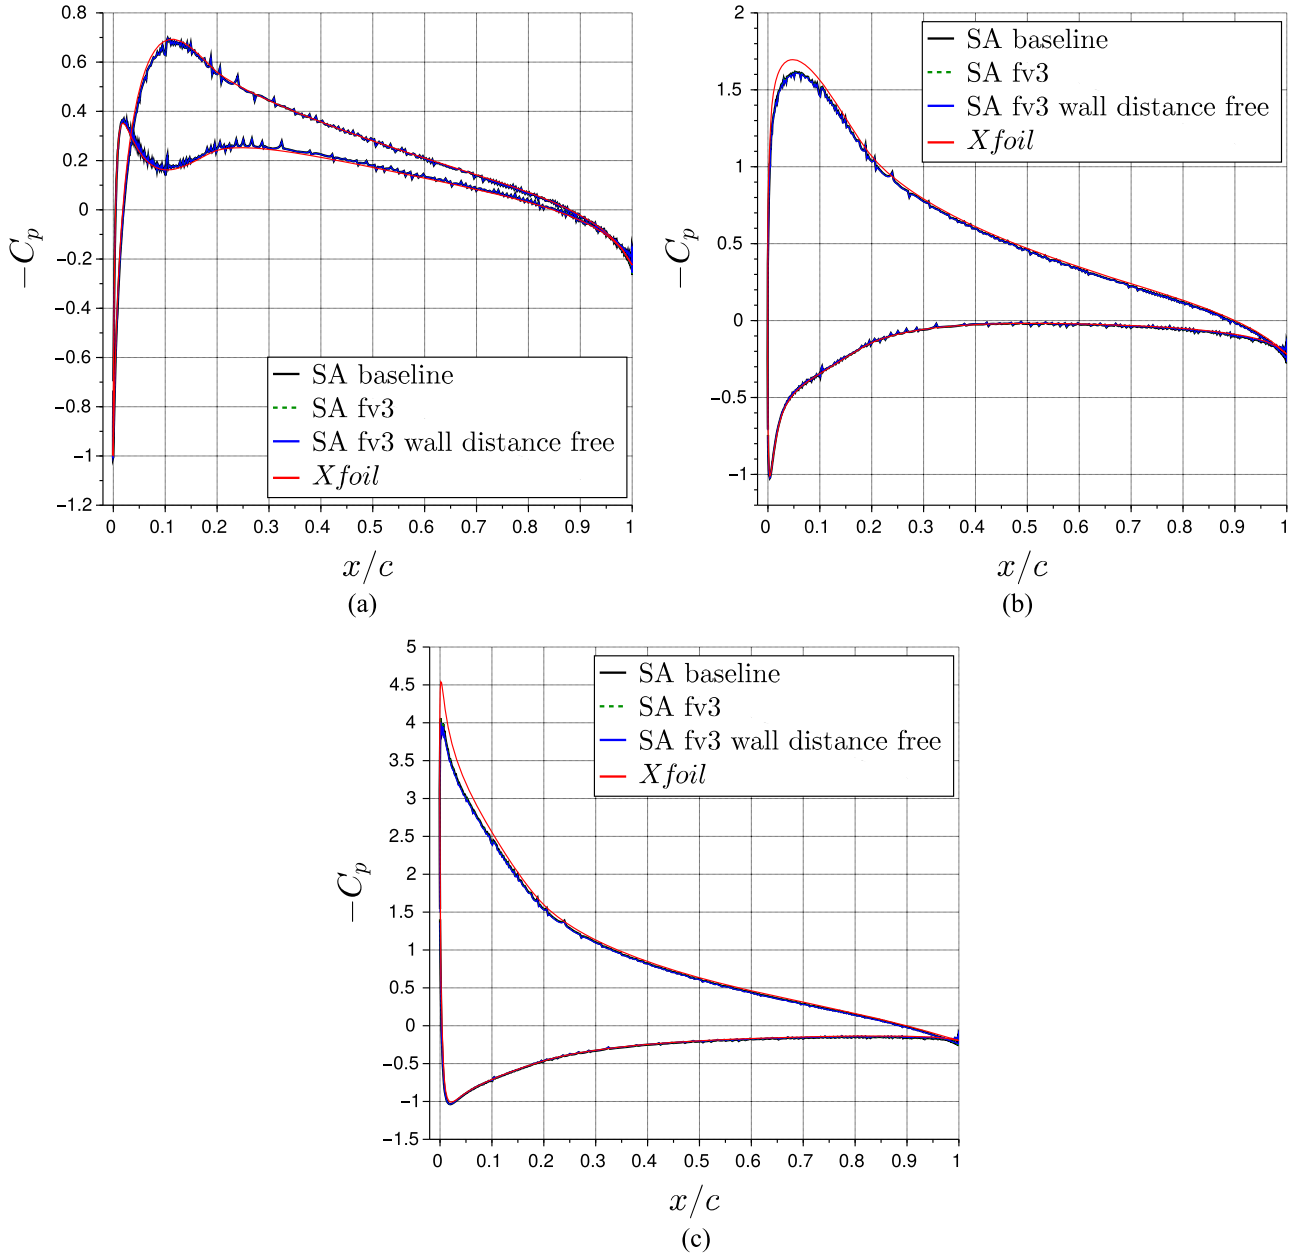 0.8
0.6
0.4
0.2
0
−0.2
−0.4
−0.6
−0.8
−1
−1.2
−C_p
0 0.1 0.2 0.3 0.4 0.5 0.6 0.7 0.8 0.9 1
x/c
SA baseline
SA fv3
SA fv3 wall distance free
Xfoil
(a)
2
1.5
1
0.5
0
−0.5
−1
−C_p
0 0.1 0.2 0.3 0.4 0.5 0.6 0.7 0.8 0.9 1
x/c
SA baseline
SA fv3
SA fv3 wall distance free
Xfoil
(b)
5
4.5
4
3.5
3
2.5
2
1.5
1
0.5
0
−0.5
−1
−1.5
−C_p
0 0.1 0.2 0.3 0.4 0.5 0.6 0.7 0.8 0.9 1
x/c
SA baseline
SA fv3
SA fv3 wall distance free
Xfoil
(c)